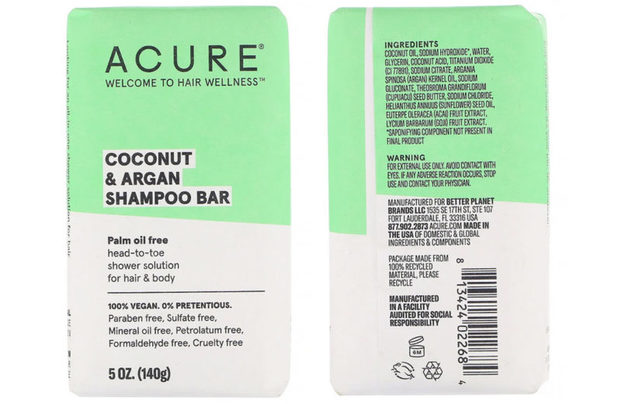 ACURE®
WELCOME TO HAIR WELLNESS™
COCONUT
& ARGAN
SHAMPOO BAR
Palm oil free
head-to-toe
shower solution
for hair & body
100% VEGAN. 0% PRETENTIOUS.
Paraben free, Sulfate free,
Mineral oil free, Petrolatum free,
Formaldehyde free, Cruelty free
5 OZ. (140g)
INGREDIENTS
COCONUT OIL, SODIUM HYDROXIDE*, WATER,
GLYCERIN, COCONUT ACID, TITANIUM DIOXIDE
(CI 77891), SODIUM CITRATE, ARGANIA
SPINOSA (ARGAN) KERNEL OIL, SODIUM
GLUCONATE, THEOBROMA GRANDIFLORUM
(CUPUACU) SEED BUTTER, SODIUM CHLORIDE,
HELIANTHUS ANNUUS (SUNFLOWER) SEED OIL,
EUTERPE OLERACEA (ACAI) FRUIT EXTRACT,
LYCIUM BARBARUM (GOJI) FRUIT EXTRACT.
*SAPONIFYING COMPONENT NOT PRESENT IN
FINAL PRODUCT
WARNING
FOR EXTERNAL USE ONLY. AVOID CONTACT WITH
EYES. IF ANY ADVERSE REACTION OCCURS, STOP
USE AND CONTACT YOUR PHYSICIAN.
MANUFACTURED FOR BETTER PLANET
BRANDS LLC 1535 SE 17TH ST, STE 107
FORT LAUDERDALE, FL 33316 USA
877.902.2873 ACURE.COM MADE IN
THE USA OF DOMESTIC & GLOBAL
INGREDIENTS & COMPONENTS
PACKAGE MADE FROM
100% RECYCLED
MATERIAL, PLEASE
RECYCLE
MANUFACTURED
IN A FACILITY
AUDITED FOR SOCIAL
RESPONSIBILITY
6M
8 13424 02268 4